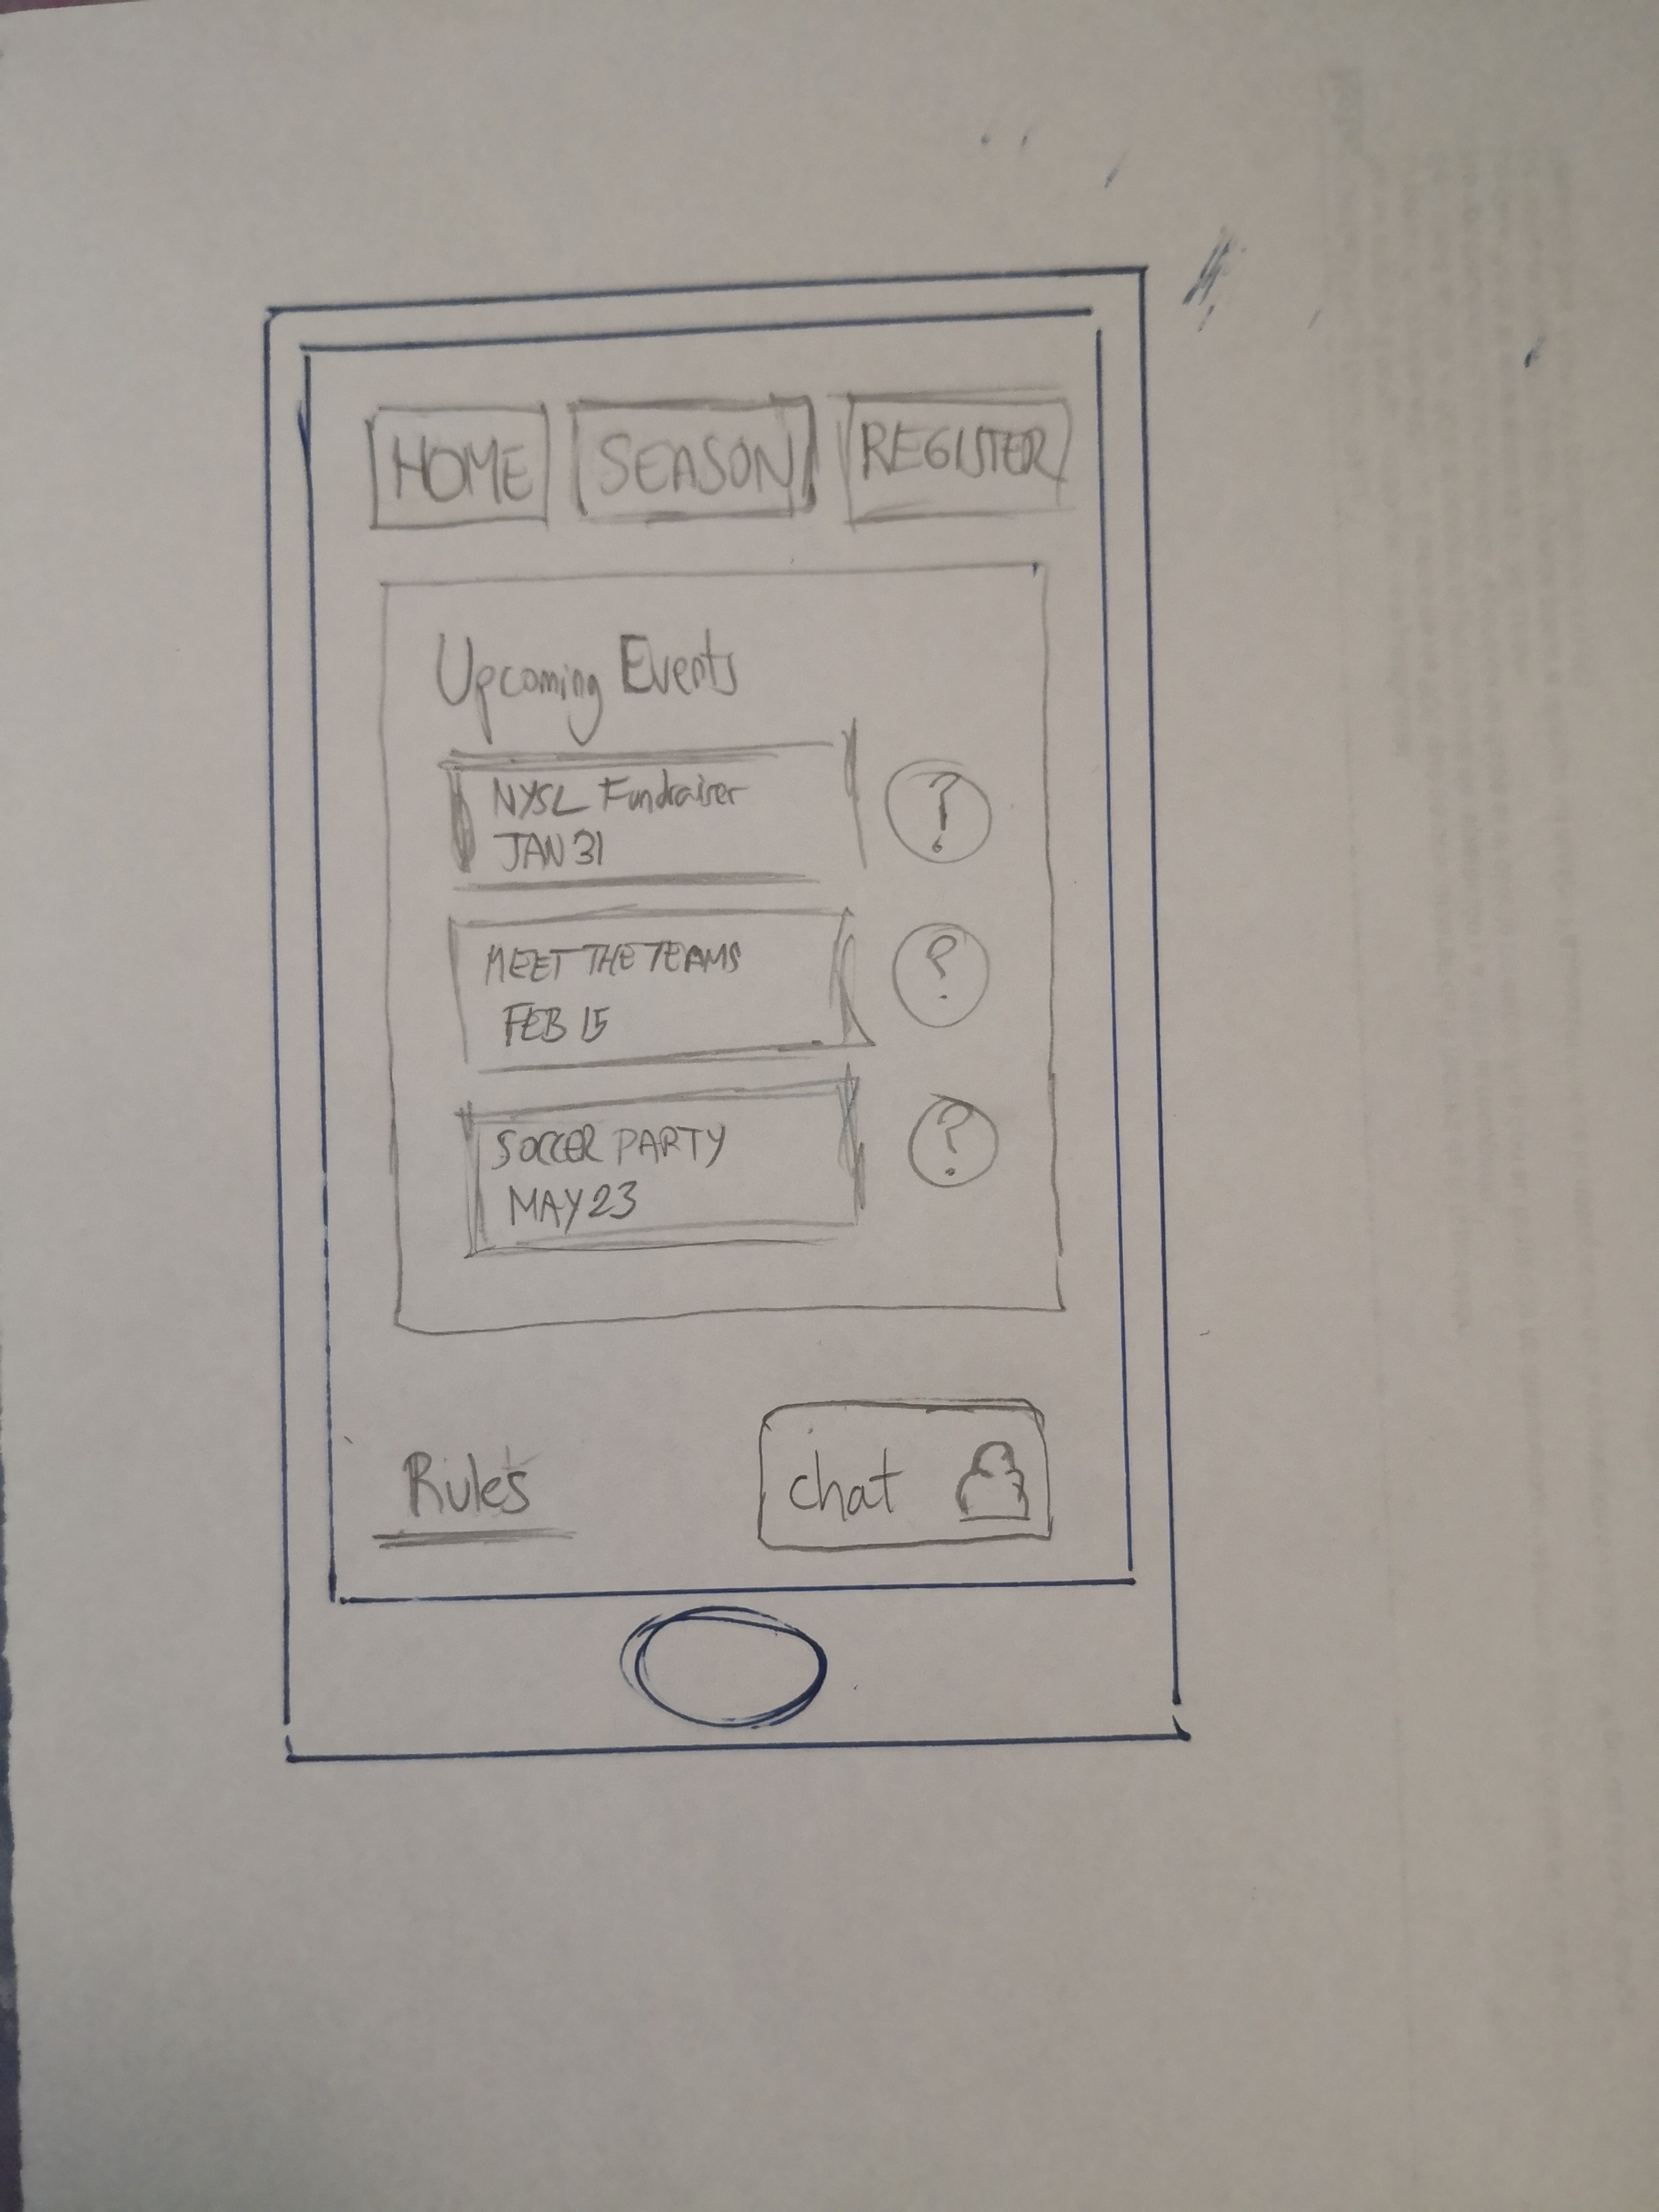 HOME SEASON REGISTER
Upcoming Events
NYSL Fundraiser
JAN 31
?
MEET THE TEAMS
FEB 15
?
SOCCER PARTY
MAY 23
?
Rules
chat